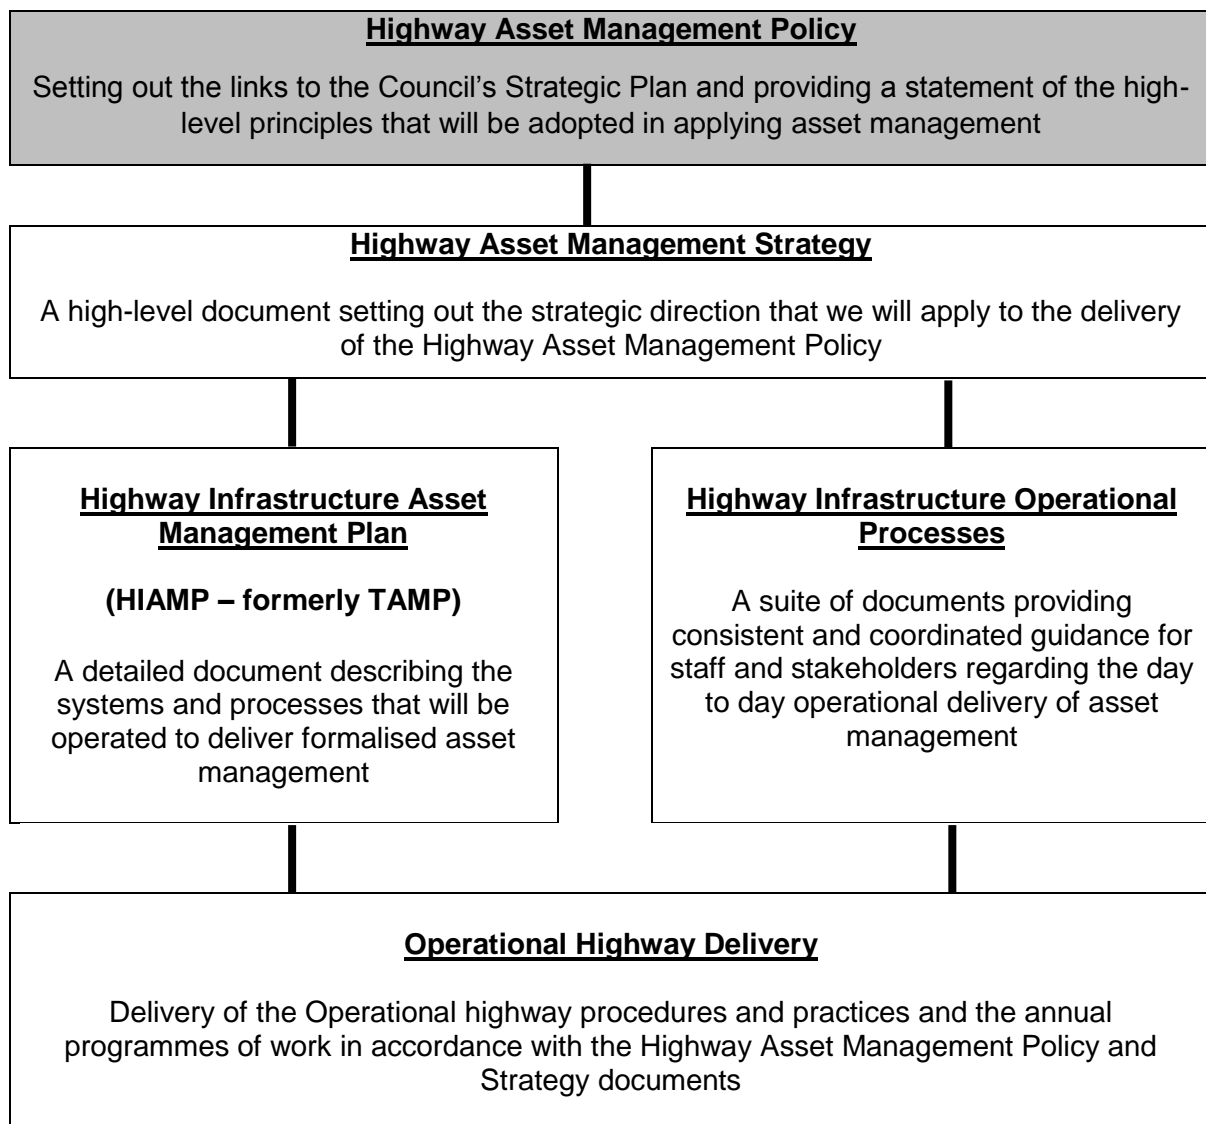 Highway Asset Management Policy
Setting out the links to the Council’s Strategic Plan and providing a statement of the high-
level principles that will be adopted in applying asset management
Highway Asset Management Strategy
A high-level document setting out the strategic direction that we will apply to the delivery
of the Highway Asset Management Policy
Highway Infrastructure Asset
Management Plan
(HIAMP – formerly TAMP)
A detailed document describing the
systems and processes that will be
operated to deliver formalised asset
management
Highway Infrastructure Operational
Processes
A suite of documents providing
consistent and coordinated guidance for
staff and stakeholders regarding the day
to day operational delivery of asset
management
Operational Highway Delivery
Delivery of the Operational highway procedures and practices and the annual
programmes of work in accordance with the Highway Asset Management Policy and
Strategy documents